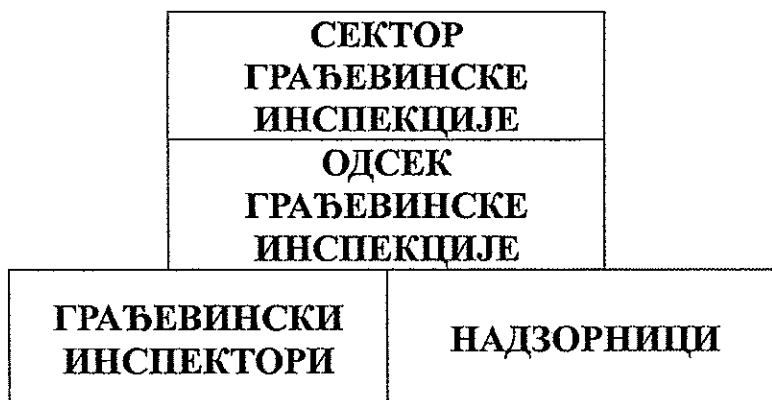 СЕКТОР
ГРАЂЕВИНСКЕ
ИНСПЕКЦИЈЕ
ОДСЕК
ГРАЂЕВИНСКЕ
ИНСПЕКЦИЈЕ
ГРАЂЕВИНСКИ
ИНСПЕКТОРИ
НАДЗОРНИЦИ